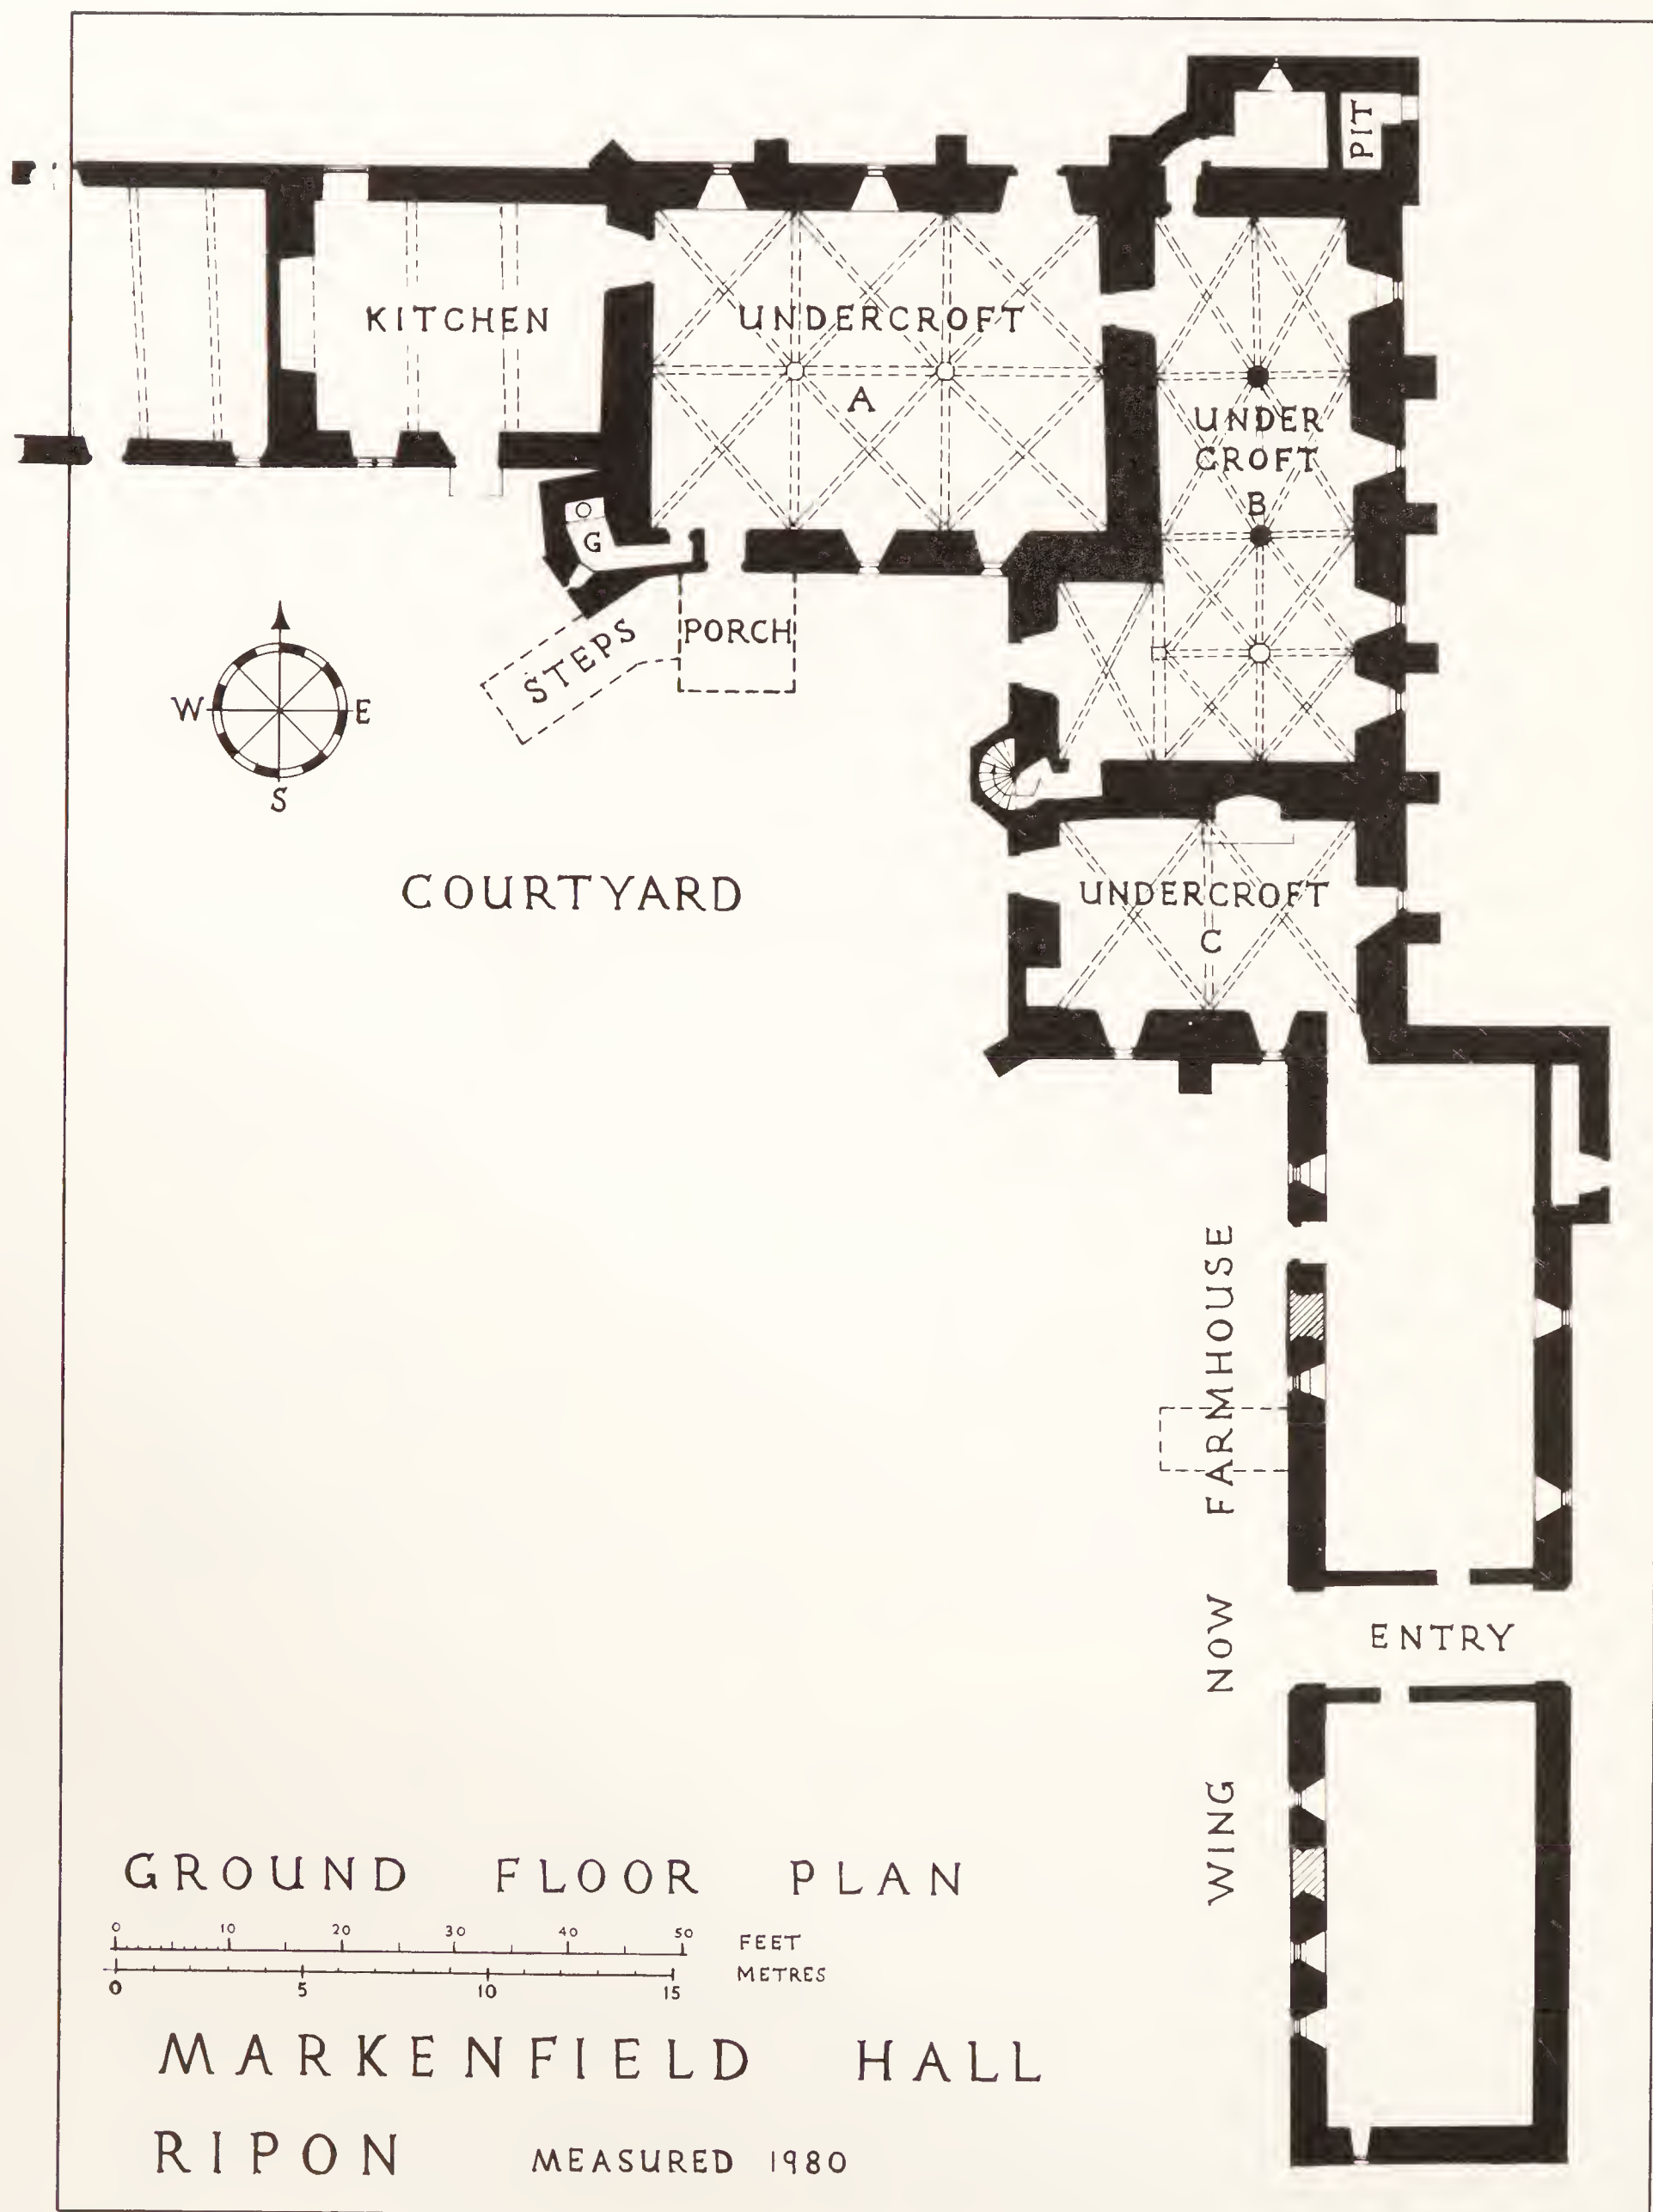 PIT
KITCHEN
UNDERCROFT
A
UNDER
CROFT
B
G
STEPS
PORCH
W E
S
COURTYARD
UNDERCROFT
C
WING NOW FARMHOUSE
ENTRY
GROUND FLOOR PLAN
0 10 20 30 40 50 FEET
METRES
0 5 10 15
MARKENFIELD HALL
RIPON MEASURED 1980